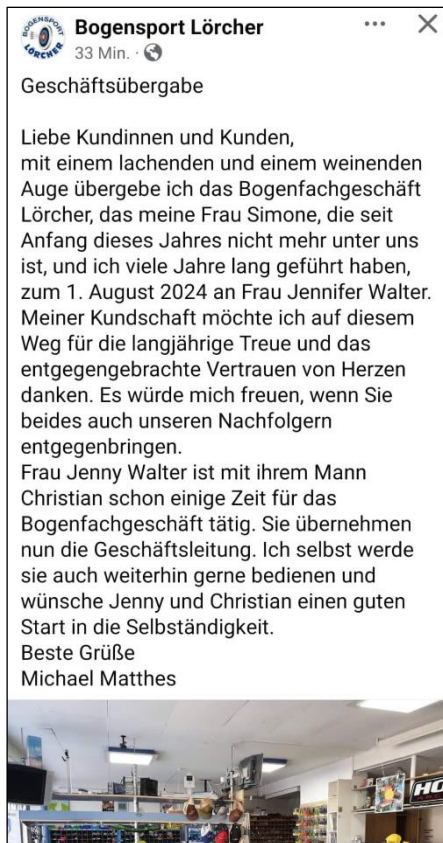 BOGENSPORT
LÖRCHER
Bogensport Lörcher
33 Min.
Geschäftsübergabe
Liebe Kundinnen und Kunden,
mit einem lachenden und einem weinenden
Auge übergebe ich das Bogenfachgeschäft
Lörcher, das meine Frau Simone, die seit
Anfang dieses Jahres nicht mehr unter uns
ist, und ich viele Jahre lang geführt haben,
zum 1. August 2024 an Frau Jennifer Walter.
Meiner Kundschaft möchte ich auf diesem
Weg für die langjährige Treue und das
entgegengebrachte Vertrauen von Herzen
danken. Es würde mich freuen, wenn Sie
beides auch unseren Nachfolgern
entgegenbringen.
Frau Jenny Walter ist mit ihrem Mann
Christian schon einige Zeit für das
Bogenfachgeschäft tätig. Sie übernehmen
nun die Geschäftsleitung. Ich selbst werde
sie auch weiterhin gerne bedienen und
wünsche Jenny und Christian einen guten
Start in die Selbständigkeit.
Beste Grüße
Michael Matthes